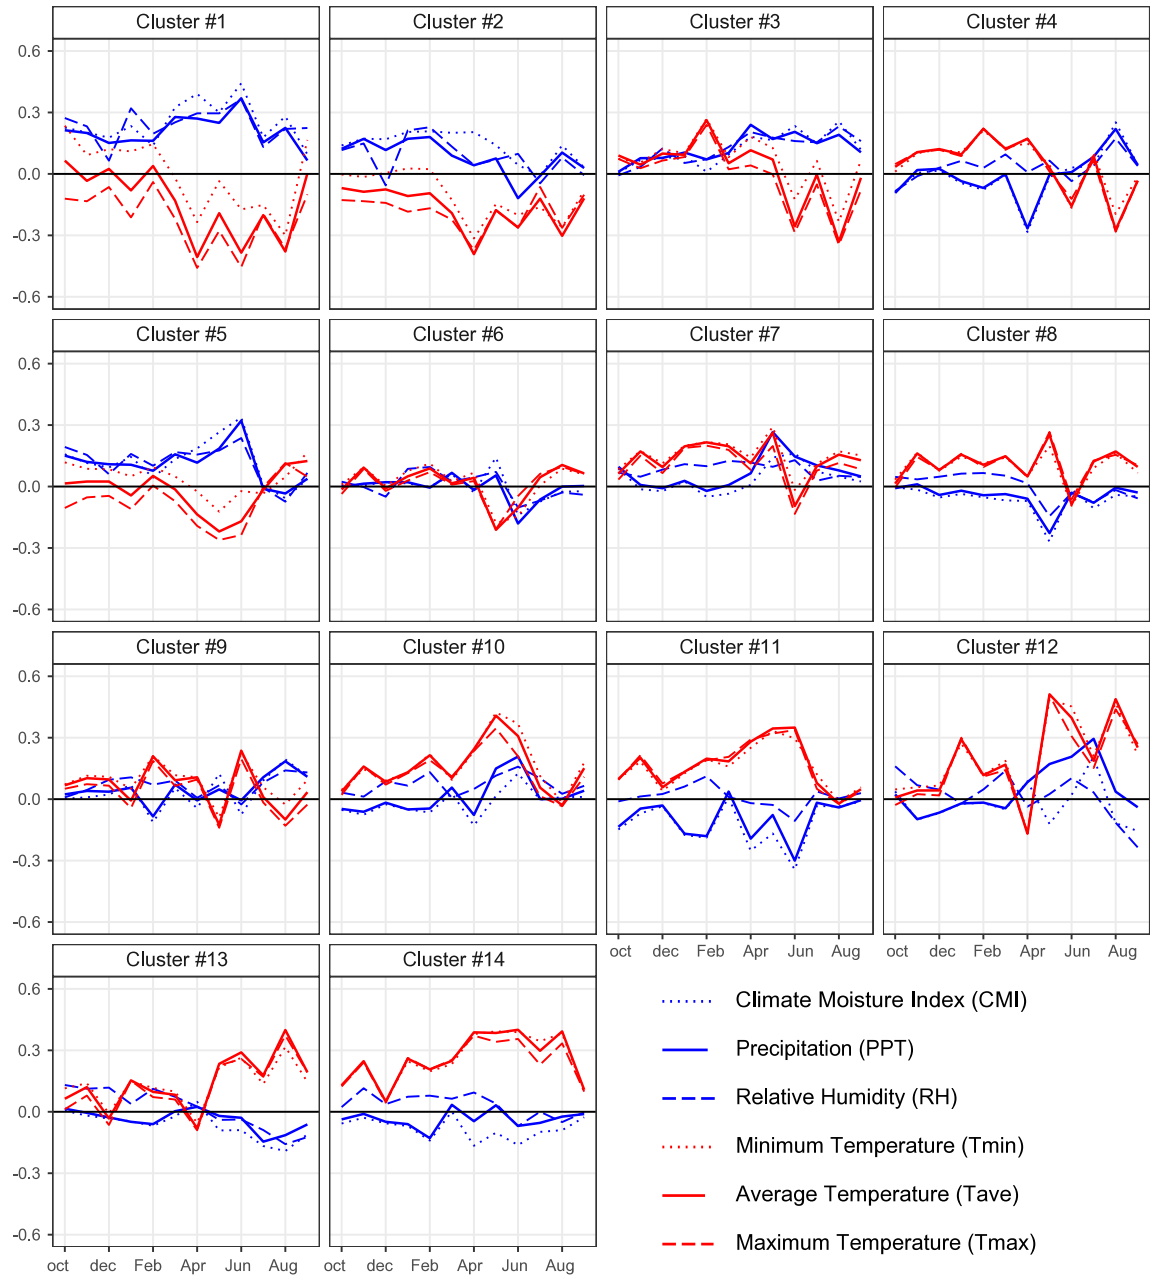 Cluster #1 Cluster #2 Cluster #3 Cluster #4
0.6
0.3
0.0
-0.3
-0.6
Cluster #5 Cluster #6 Cluster #7 Cluster #8
0.6
0.3
0.0
-0.3
-0.6
Cluster #9 Cluster #10 Cluster #11 Cluster #12
0.6
0.3
0.0
-0.3
-0.6
oct dec Feb Apr Jun Aug oct dec Feb Apr Jun Aug
Cluster #13 Cluster #14
0.6
0.3
0.0
-0.3
-0.6
oct dec Feb Apr Jun Aug oct dec Feb Apr Jun Aug
Climate Moisture Index (CMI)
Precipitation (PPT)
Relative Humidity (RH)
Minimum Temperature (Tmin)
Average Temperature (Tave)
Maximum Temperature (Tmax)